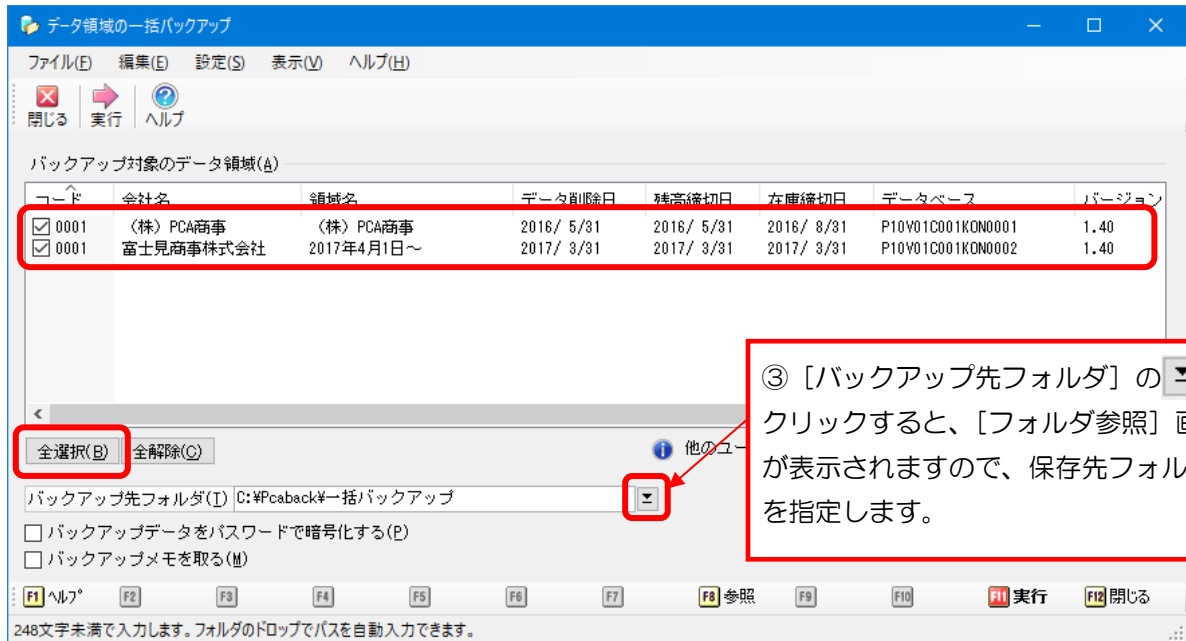 データ領域の一括バックアップ
ファイル(F) 編集(E) 設定(S) 表示(V) ヘルプ(H)
閉じる 実行 ヘルプ
バックアップ対象のデータ領域(A)
コード 会社名 領域名 データ削除日 残高締切日 在庫締切日 データベース バージョン
0001 (株) PCA商事 (株) PCA商事 2016/ 5/31 2016/ 5/31 2016/ 8/31 P10V01C001KON0001 1.40
0001 富士見商事株式会社 2017年4月1日～ 2017/ 3/31 2017/ 3/31 2017/ 3/31 P10V01C001KON0002 1.40
③［バックアップ先フォルダ］の
クリックすると、［フォルダ参照］画
が表示されますので、保存先フォル
を指定します。
全選択(B) 全解除(C) 他のユー
バックアップ先フォルダ(I) C:¥Pcaback¥一括バックアップ
バックアップデータをパスワードで暗号化する(P)
バックアップメモを取る(M)
F1 ヘルプ F2 F3 F4 F5 F6 F7 F8 参照 F9 F10 F11 実行 F12 閉じる
248文字未満で入力します。フォルダのドロップでパスを自動入力できます。